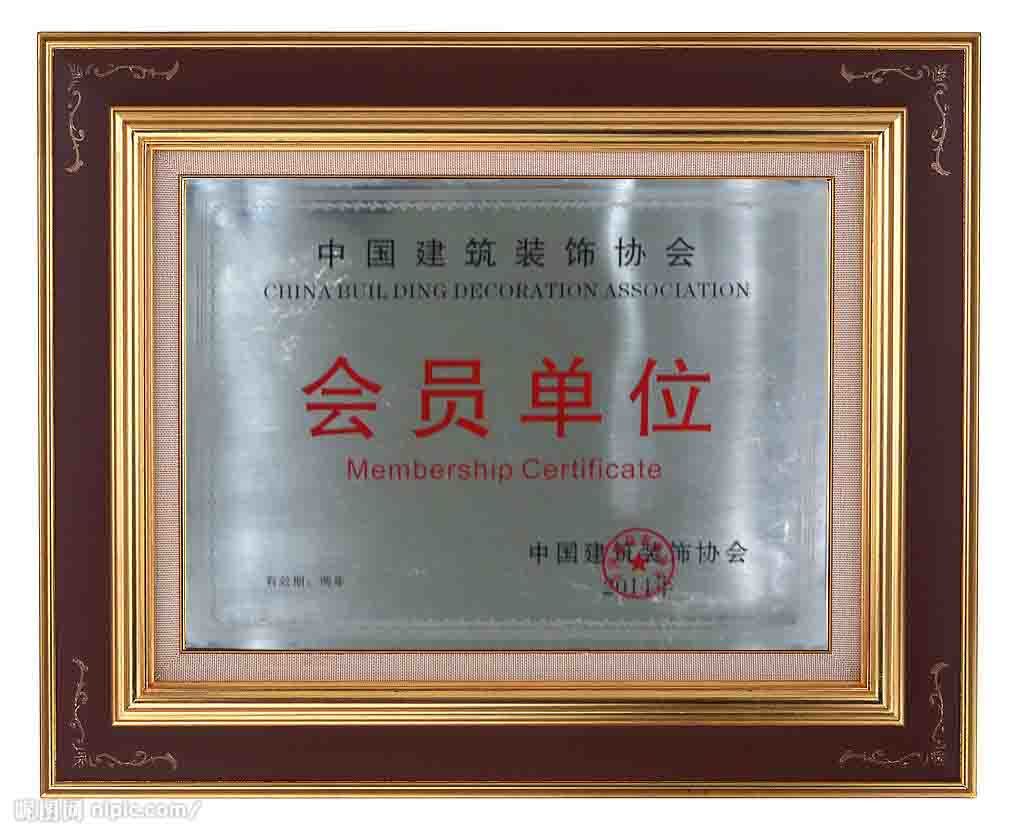 中国建筑装饰协会
CHINA BUILDING DECORATION ASSOCIATION
会员单位
Membership Certificate
中国建筑装饰协会
有效期：两年
2011年
昵图网 nipic.com/